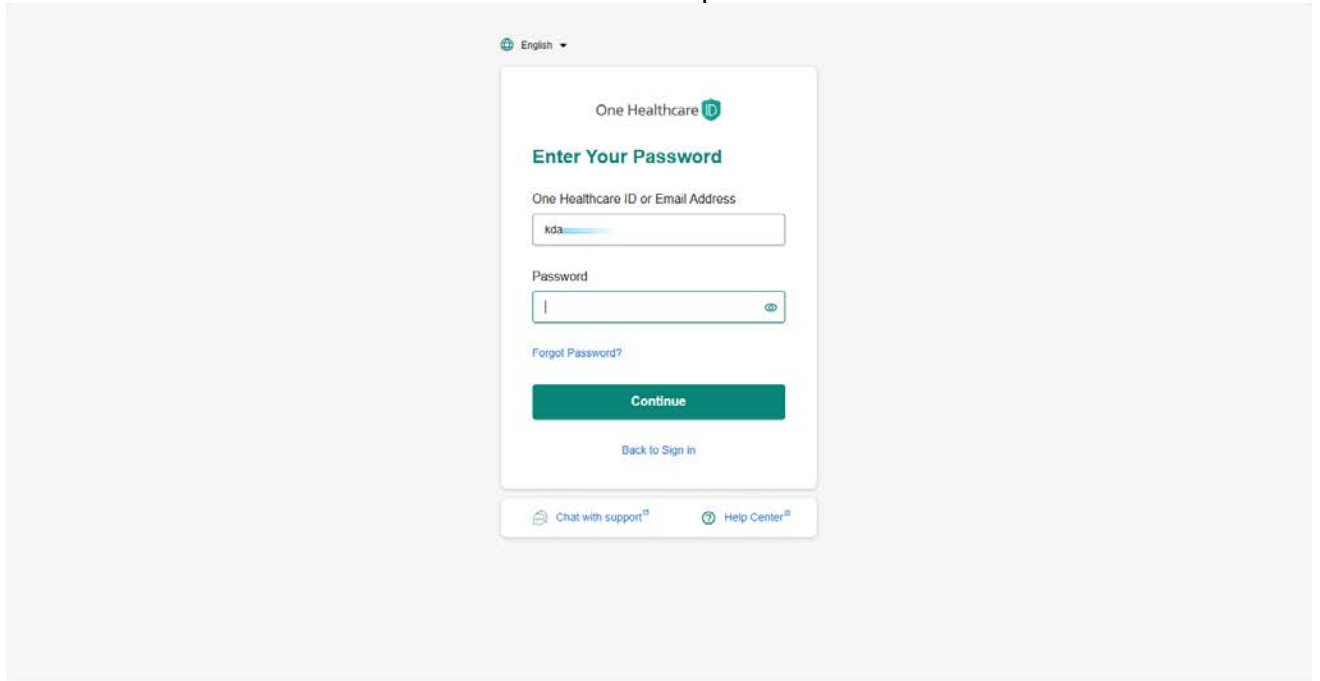 English
One Healthcare ID
Enter Your Password
One Healthcare ID or Email Address
kda
Password
Forgot Password?
Continue
Back to Sign in
Chat with support
Help Center